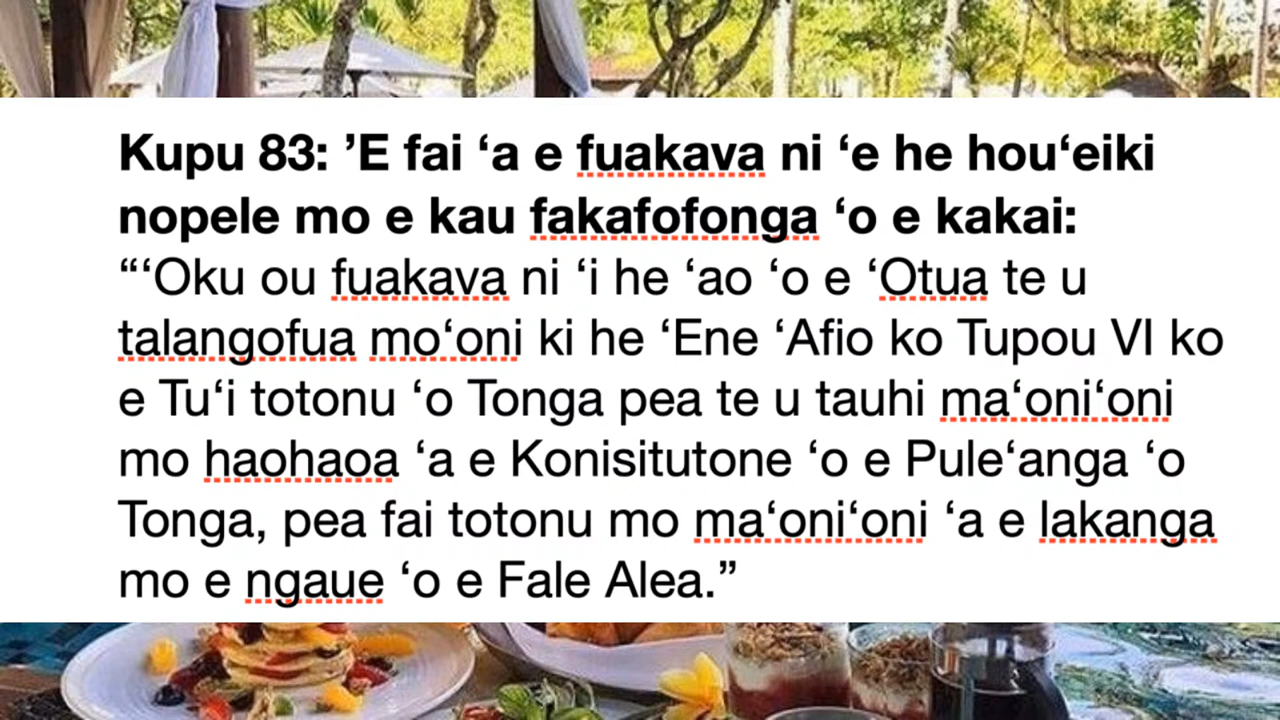 Kupu 83: ’E fai ‘a e fuakava ni ‘e he hou‘eiki
nopele mo e kau fakafofonga ‘o e kakai:
“‘Oku ou fuakava ni ‘i he ‘ao ‘o e ‘Otua te u
talangofua mo‘oni ki he ‘Ene ‘Afio ko Tupou VI ko
e Tu‘i totonu ‘o Tonga pea te u tauhi ma‘oni‘oni
mo haohaoa ‘a e Konisitutone ‘o e Pule‘anga ‘o
Tonga, pea fai totonu mo ma‘oni‘oni ‘a e lakanga
mo e ngaue ‘o e Fale Alea.”